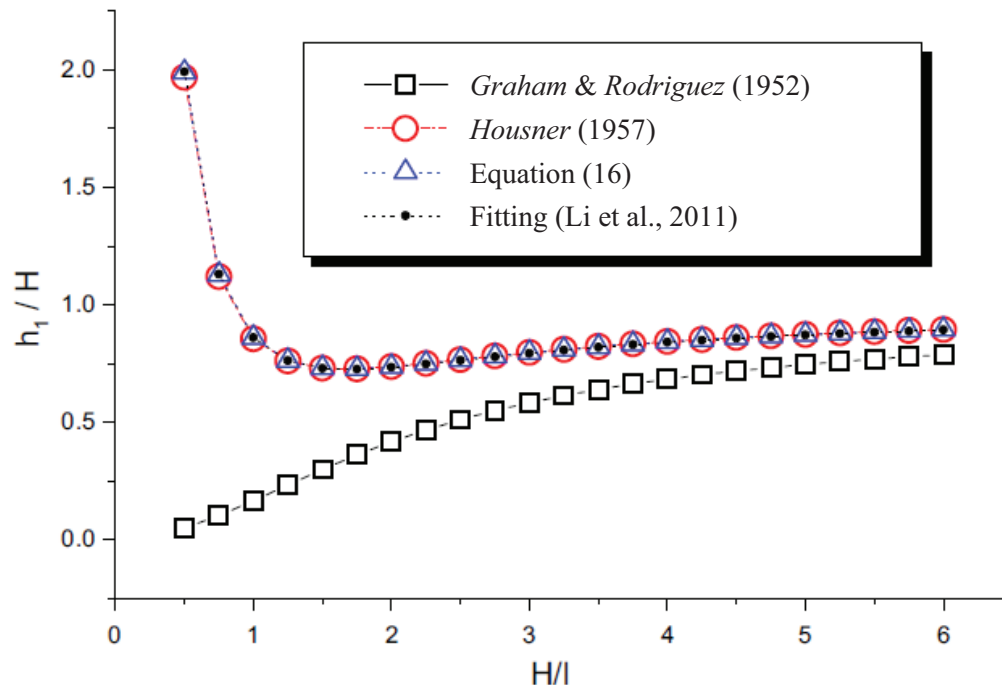 2.0
1.5
1.0
0.5
0.0
h1 / H
Graham & Rodriguez (1952)
Housner (1957)
Equation (16)
Fitting (Li et al., 2011)
0 1 2 3 4 5 6
H/l